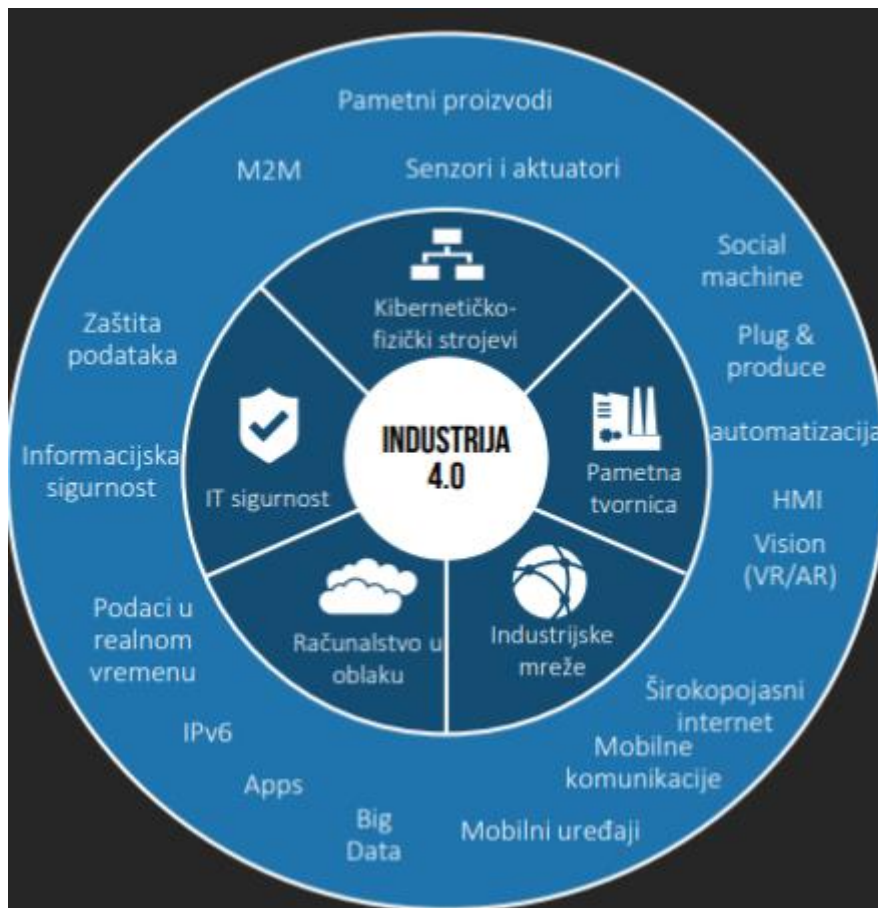 Pametni proizvodi
M2M
Senzori i aktuatori
Social
machine
Plug &
produce
automatizacija
HMI
Vision
(VR/AR)
Širokopojasni
internet
Mobilne
komunikacije
Mobilni uređaji
Big
Data
Apps
IPv6
Podaci u
realnom
vremenu
Informacijska
sigurnost
Zaštita
podataka
Kibernetičko-
fizički strojevi
Pametna
tvornica
Industrijske
mreže
Računalstvo u
oblaku
IT sigurnost
INDUSTRIJA
4.0